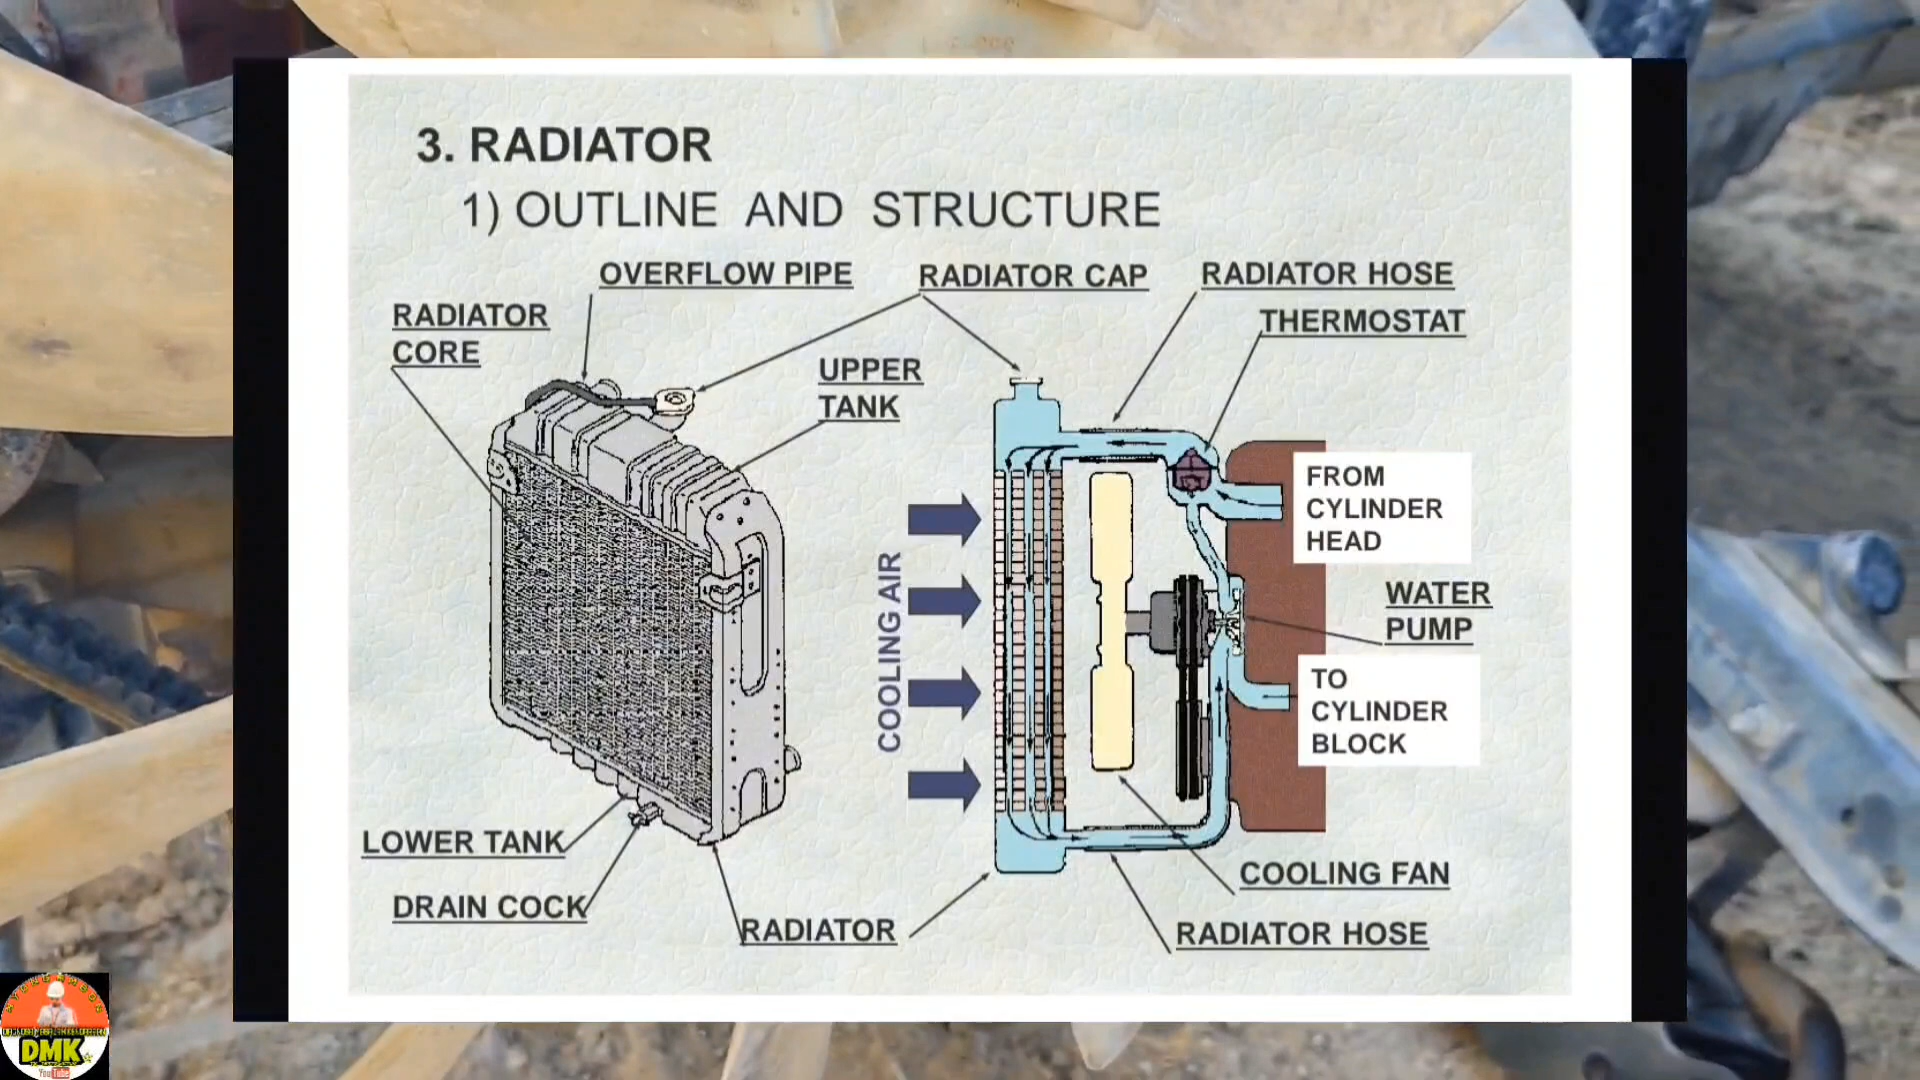 3. RADIATOR
1) OUTLINE AND STRUCTURE
OVERFLOW PIPE
RADIATOR CAP
RADIATOR HOSE
RADIATOR
CORE
THERMOSTAT
UPPER
TANK
FROM
CYLINDER
HEAD
COOLING AIR
WATER
PUMP
TO
CYLINDER
BLOCK
LOWER TANK
COOLING FAN
DRAIN COCK
RADIATOR
RADIATOR HOSE
DMK
YouTube